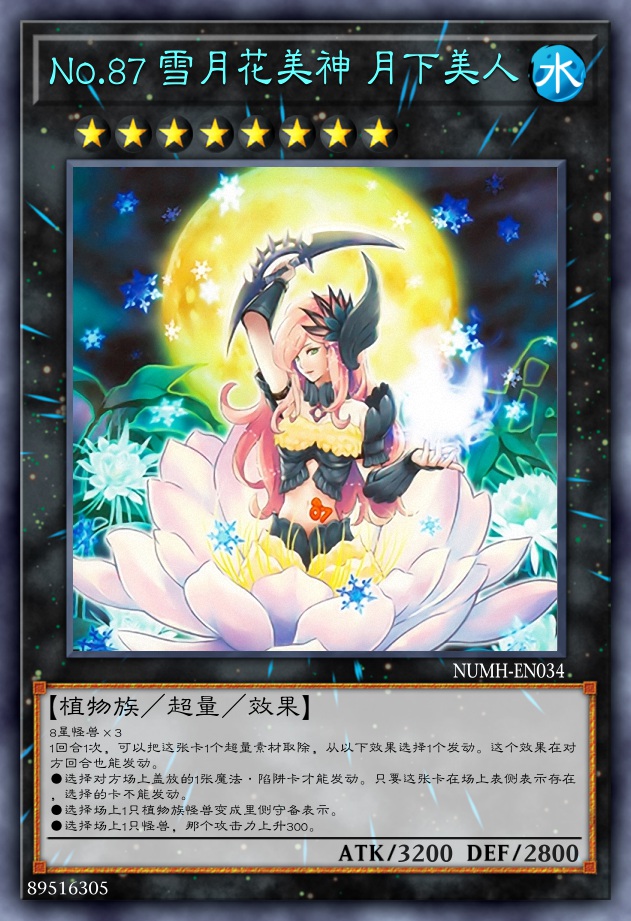 No.87 雪月花美神 月下美人
水
87
NUMH-EN034
【植物族／超量／效果】
8星怪兽×3
1回合1次，可以把这张卡1个超量素材取除，从以下效果选择1个发动。这个效果在对
方回合也能发动。
●选择对方场上盖放的1张魔法·陷阱卡才能发动。只要这张卡在场上表侧表示存在
，选择的卡不能发动。
●选择场上1只植物族怪兽变成里侧守备表示。
●选择场上1只怪兽，那个攻击力上升300。
ATK/3200 DEF/2800
89516305